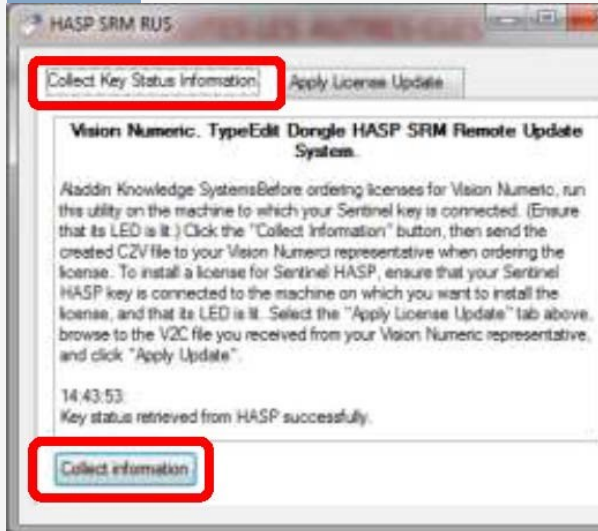 HASP SRM RUS
Collect Key Status Information
Apply License Update
Vision Numeric. TypeEdit Dongle HASP SRM Remote Update
System.
Aladdin Knowledge SystemsBefore ordering licenses for Vision Numeric, run
this utility on the machine to which your Sentinel key is connected. (Ensure
that its LED is lit.) Click the "Collect Information" button, then send the
created C2V file to your Vision Numerci representative when ordering the
license. To install a license for Sentinel HASP, ensure that your Sentinel
HASP key is connected to the machine on which you want to install the
license, and that its LED is lit. Select the "Apply License Update" tab above,
browse to the V2C file you received from your Vision Numeric representative,
and click "Apply Update".
14:43:53:
Key status retrieved from HASP successfully.
Collect information